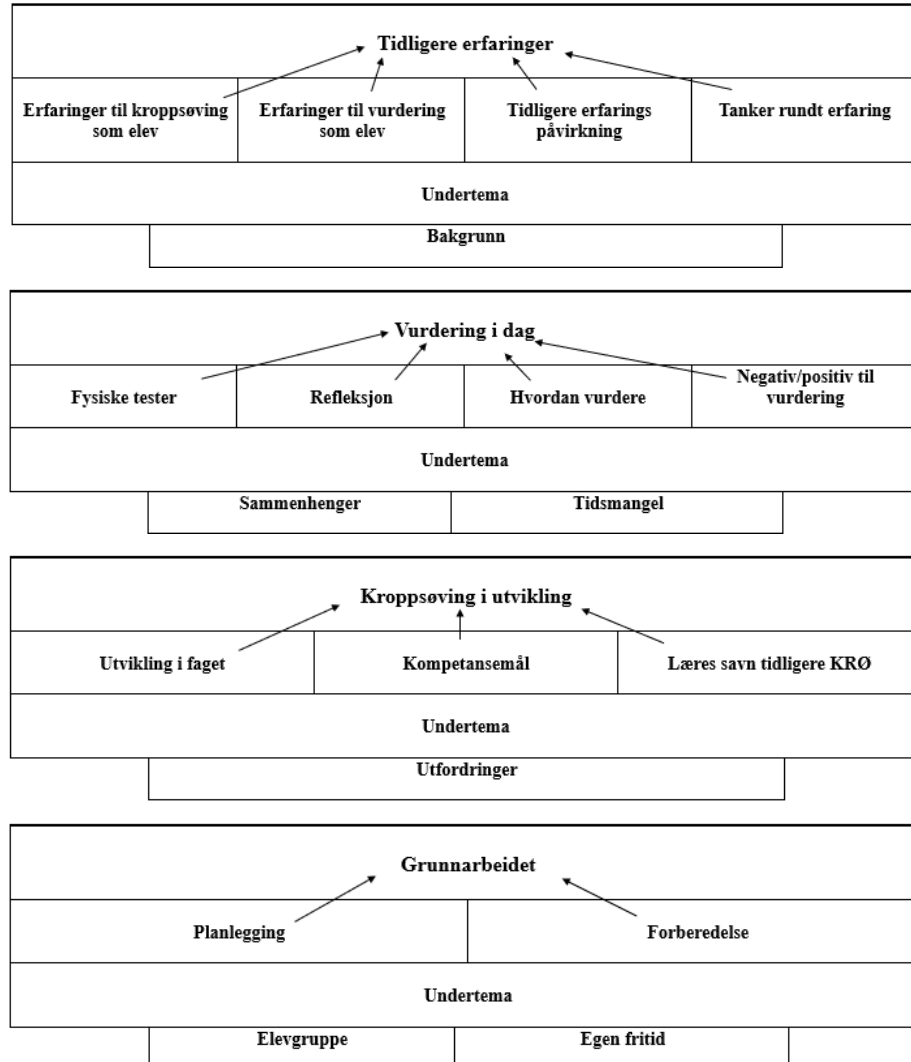 Tidligere erfaringer
Erfaringer til kroppsøving
som elev
Erfaringer til vurdering
som elev
Tidligere erfarings
påvirkning
Tanker rundt erfaring
Undertema
Bakgrunn
Vurdering i dag
Fysiske tester
Refleksjon
Hvordan vurdere
Negativ/positiv til
vurdering
Undertema
Sammenhenger
Tidsmangel
Kroppsøving i utvikling
Utvikling i faget
Kompetansemål
Læres savn tidligere KRØ
Undertema
Utfordringer
Grunnarbeidet
Planlegging
Forberedelse
Undertema
Elevgruppe
Egen fritid